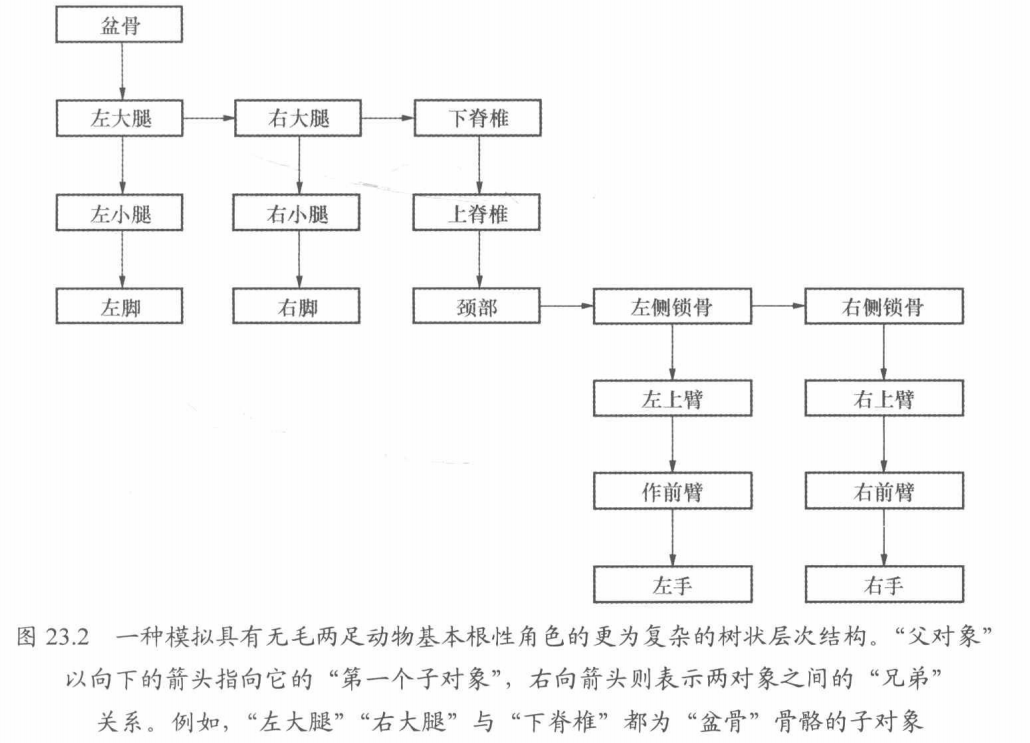 盆骨
左大腿
右大腿
下脊椎
左小腿
右小腿
上脊椎
左脚
右脚
颈部
左侧锁骨
右侧锁骨
左上臂
右上臂
作前臂
右前臂
左手
右手
图 23.2 一种模拟具有无毛两足动物基本根性角色的更为复杂的树状层次结构。“父对象”
以向下的箭头指向它的“第一个子对象”，右向箭头则表示两对象之间的“兄弟”
关系。例如，“左大腿”“右大腿”与“下脊椎”都为“盆骨”骨骼的子对象